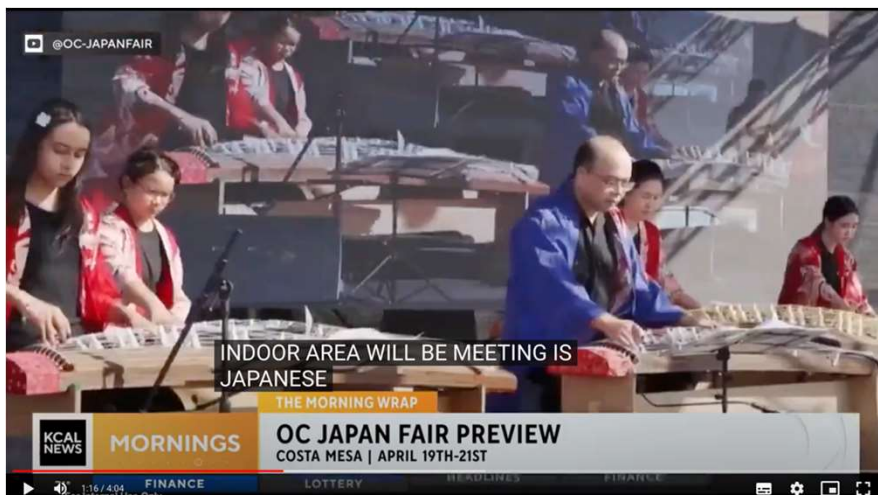 @OC-JAPANFAIR
INDOOR AREA WILL BE MEETING IS
JAPANESE
THE MORNING WRAP
KCAL
NEWS
MORNINGS
OC JAPAN FAIR PREVIEW
COSTA MESA | APRIL 19TH-21ST
1:16 / 4:04
FINANCE
LOTTERY
HEADLINES
FINANCE